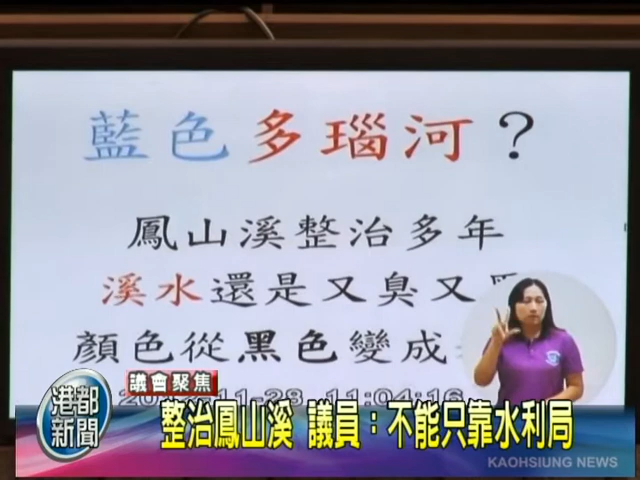 藍色多瑙河？
鳳山溪整治多年
溪水還是又臭又
顏色從黑色變成
議會聚焦
11-28 11:04:16
港都
新聞
整治鳳山溪 議員：不能只靠水利局
KAOHSIUNG NEWS